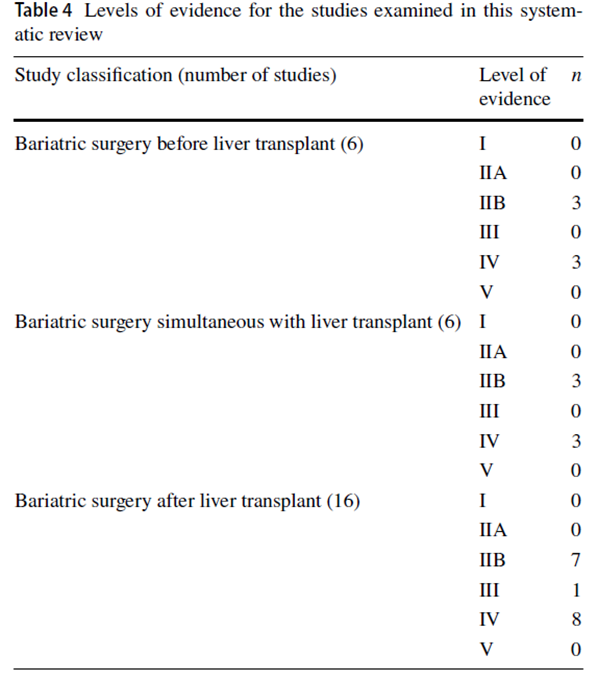 Table 4 Levels of evidence for the studies examined in this system-
atic review
Study classification (number of studies) Level of n
evidence
Bariatric surgery before liver transplant (6) I 0
IIA 0
IIB 3
III 0
IV 3
V 0
Bariatric surgery simultaneous with liver transplant (6) I 0
IIA 0
IIB 3
III 0
IV 3
V 0
Bariatric surgery after liver transplant (16) I 0
IIA 0
IIB 7
III 1
IV 8
V 0